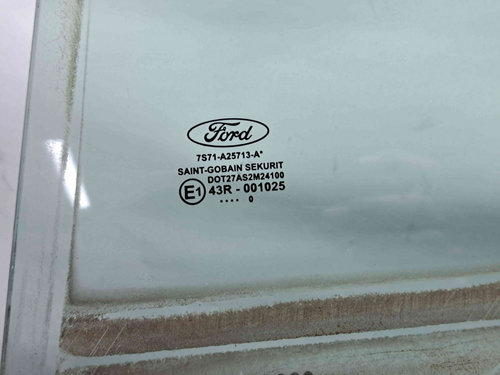 Ford
7S71-A25713-A*
SAINT-GOBAIN SEKURIT
DOT27AS2M24100
E1 43R - 001025
.... 0